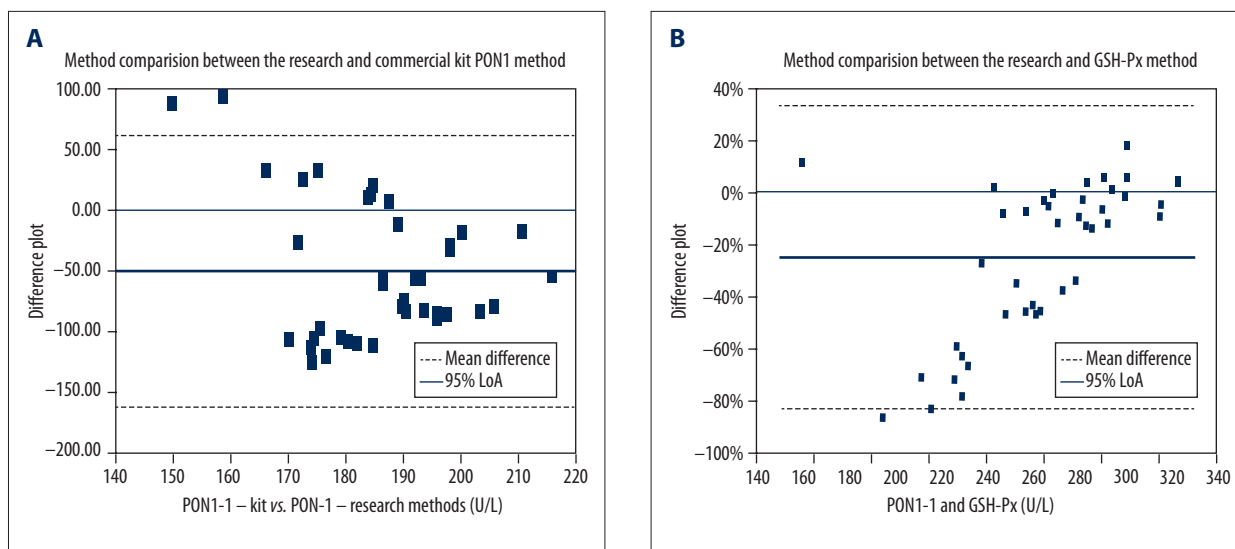 A
Method comparision between the research and commercial kit PON1 method
Difference plot
100.00
50.00
0.00
−50.00
−100.00
−150.00
−200.00
Mean difference
95% LoA
140 150 160 170 180 190 200 210 220
PON1-1 – kit vs. PON-1 – research methods (U/L)
B
Method comparision between the research and GSH-Px method
Difference plot
40%
20%
0%
−20%
−40%
−60%
−80%
−100%
Mean difference
95% LoA
140 160 200 220 240 260 280 300 320 340
PON1-1 and GSH-Px (U/L)